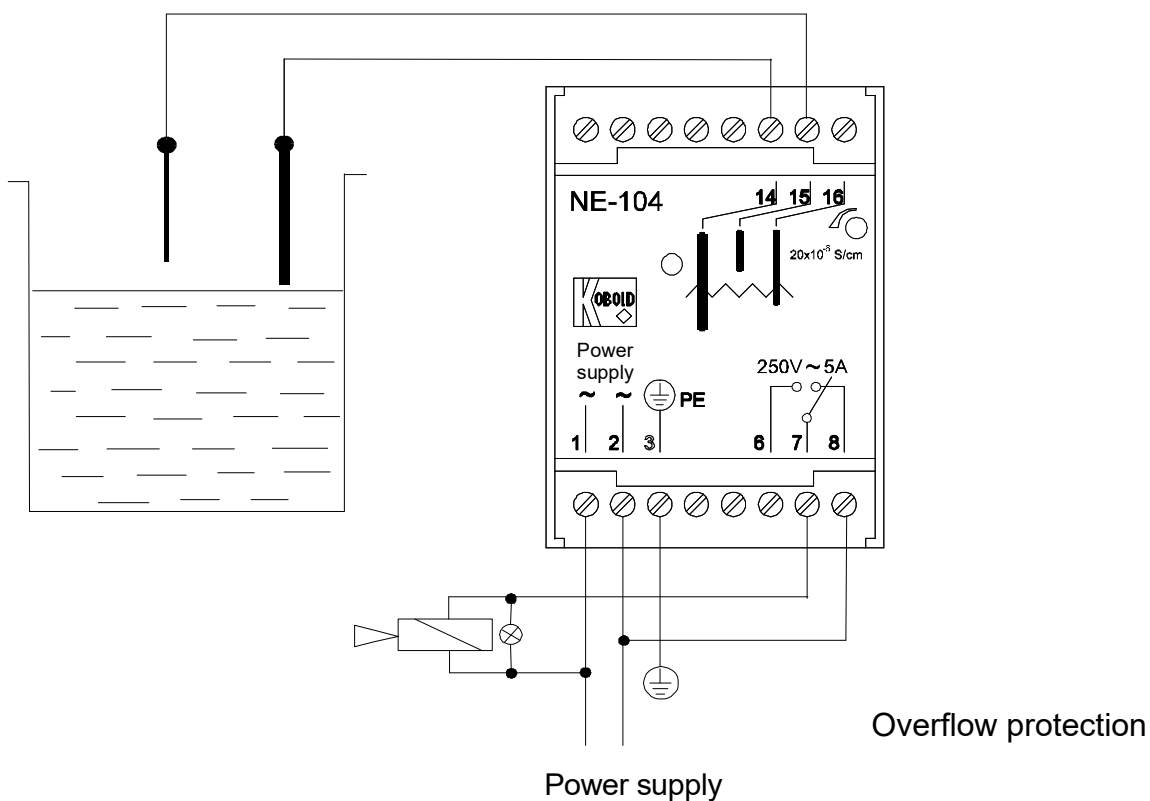 NE-104
14 15 16
20x10⁻⁶ S/cm
KOBOLD
Power
supply
250V ~ 5A
~ ~ PE
1 2 3 6 7 8
Overflow protection
Power supply